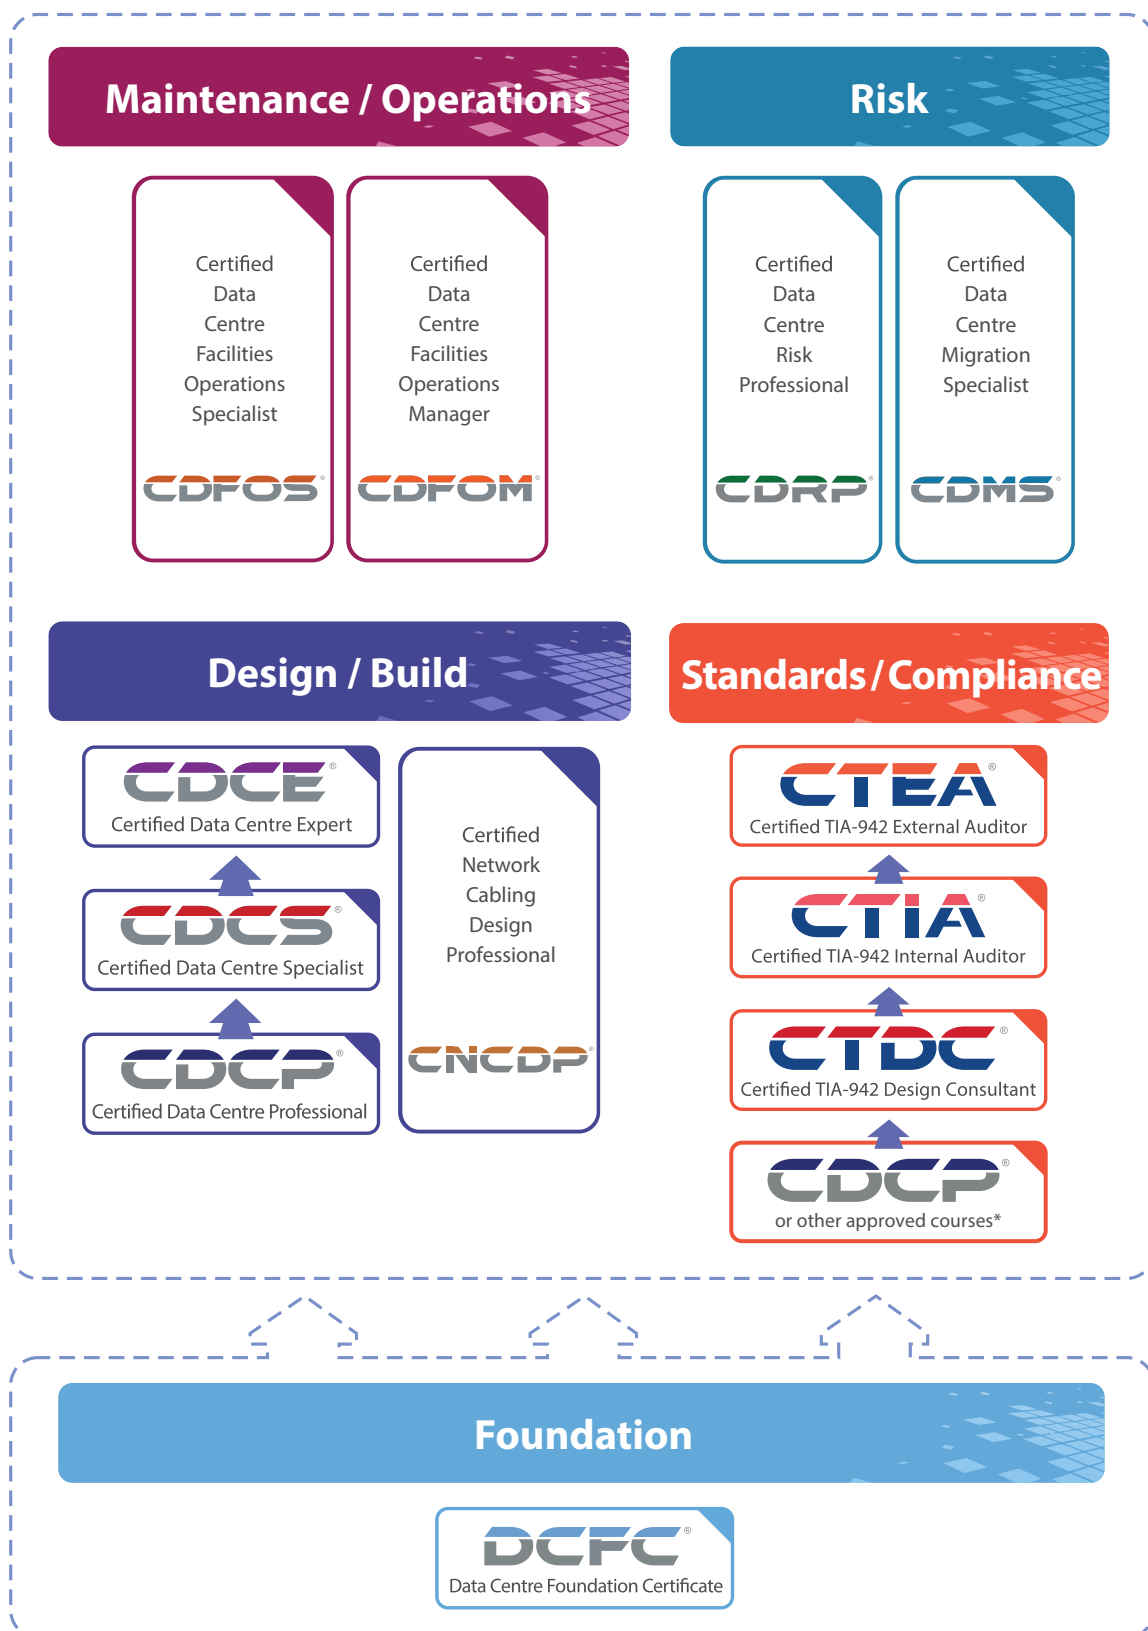 Maintenance / Operations
Certified
Data
Centre
Facilities
Operations
Specialist
CDFOS®
Certified
Data
Centre
Facilities
Operations
Manager
CDFOM®
Risk
Certified
Data
Centre
Risk
Professional
CDRP®
Certified
Data
Centre
Migration
Specialist
CDMS®
Design / Build
CDCE®
Certified Data Centre Expert
CDCS®
Certified Data Centre Specialist
CDCP®
Certified Data Centre Professional
Certified
Network
Cabling
Design
Professional
CNCDP®
Standards / Compliance
CTEA®
Certified TIA-942 External Auditor
CTIA®
Certified TIA-942 Internal Auditor
CTDC®
Certified TIA-942 Design Consultant
CDCP®
or other approved courses*
Foundation
DCFC®
Data Centre Foundation Certificate